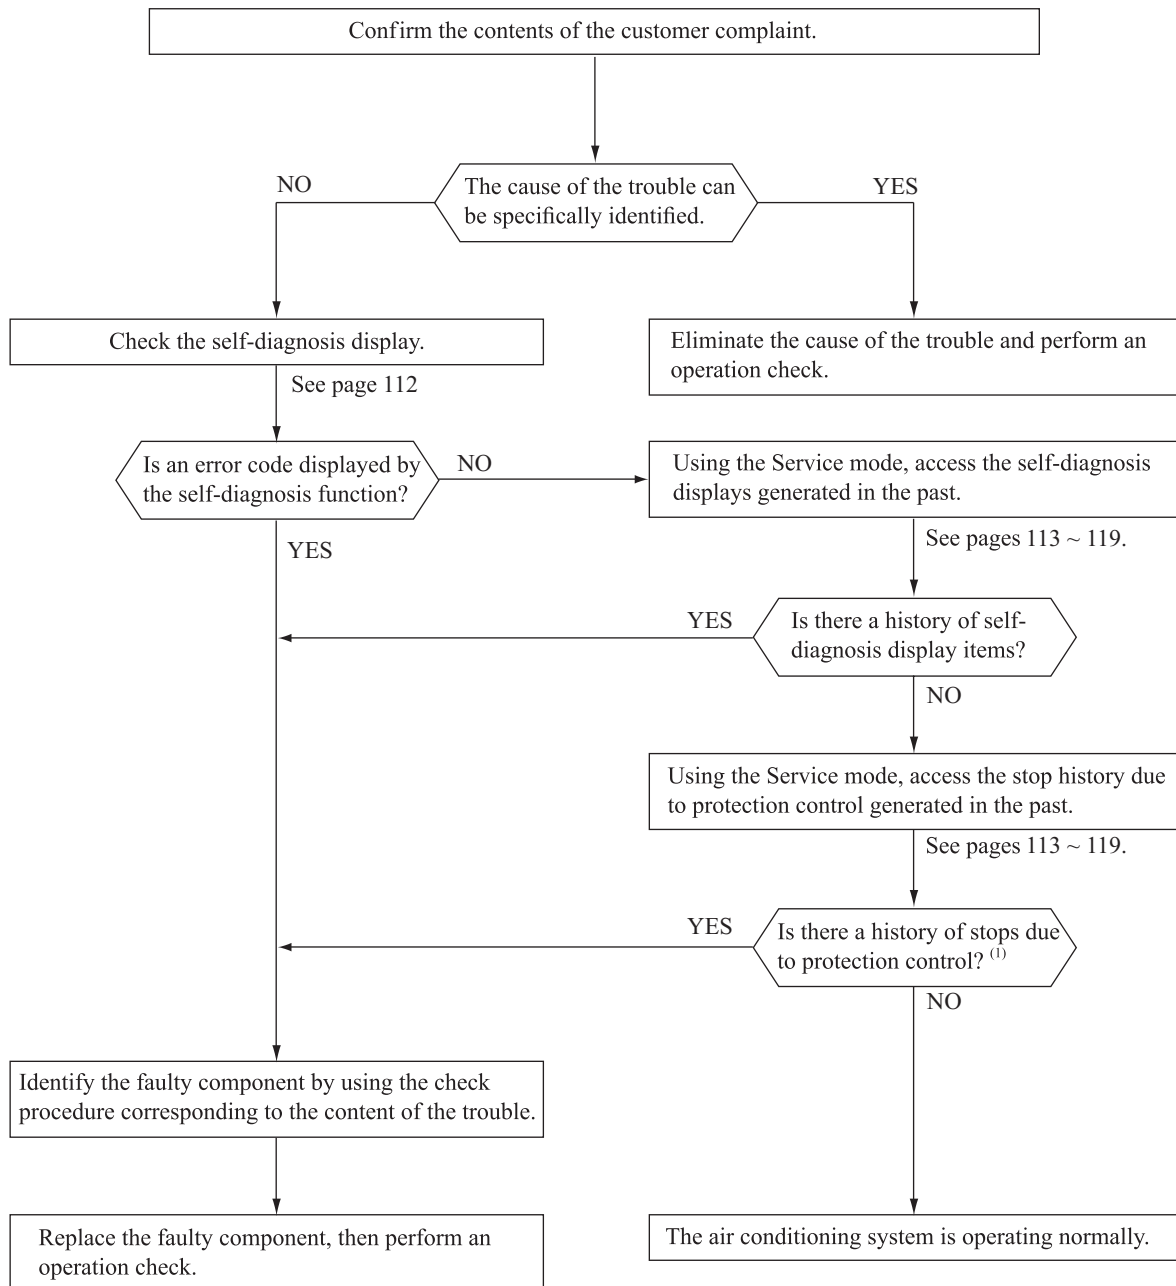 Confirm the contents of the customer complaint.
NO
The cause of the trouble can
be specifically identified.
YES
Check the self-diagnosis display.
See page 112
Eliminate the cause of the trouble and perform an
operation check.
Is an error code displayed by
the self-diagnosis function?
NO
YES
Using the Service mode, access the self-diagnosis
displays generated in the past.
See pages 113 ~ 119.
YES
Is there a history of self-
diagnosis display items?
NO
Using the Service mode, access the stop history due
to protection control generated in the past.
See pages 113 ~ 119.
YES
Is there a history of stops due
to protection control? (1)
NO
Identify the faulty component by using the check
procedure corresponding to the content of the trouble.
Replace the faulty component, then perform an
operation check.
The air conditioning system is operating normally.